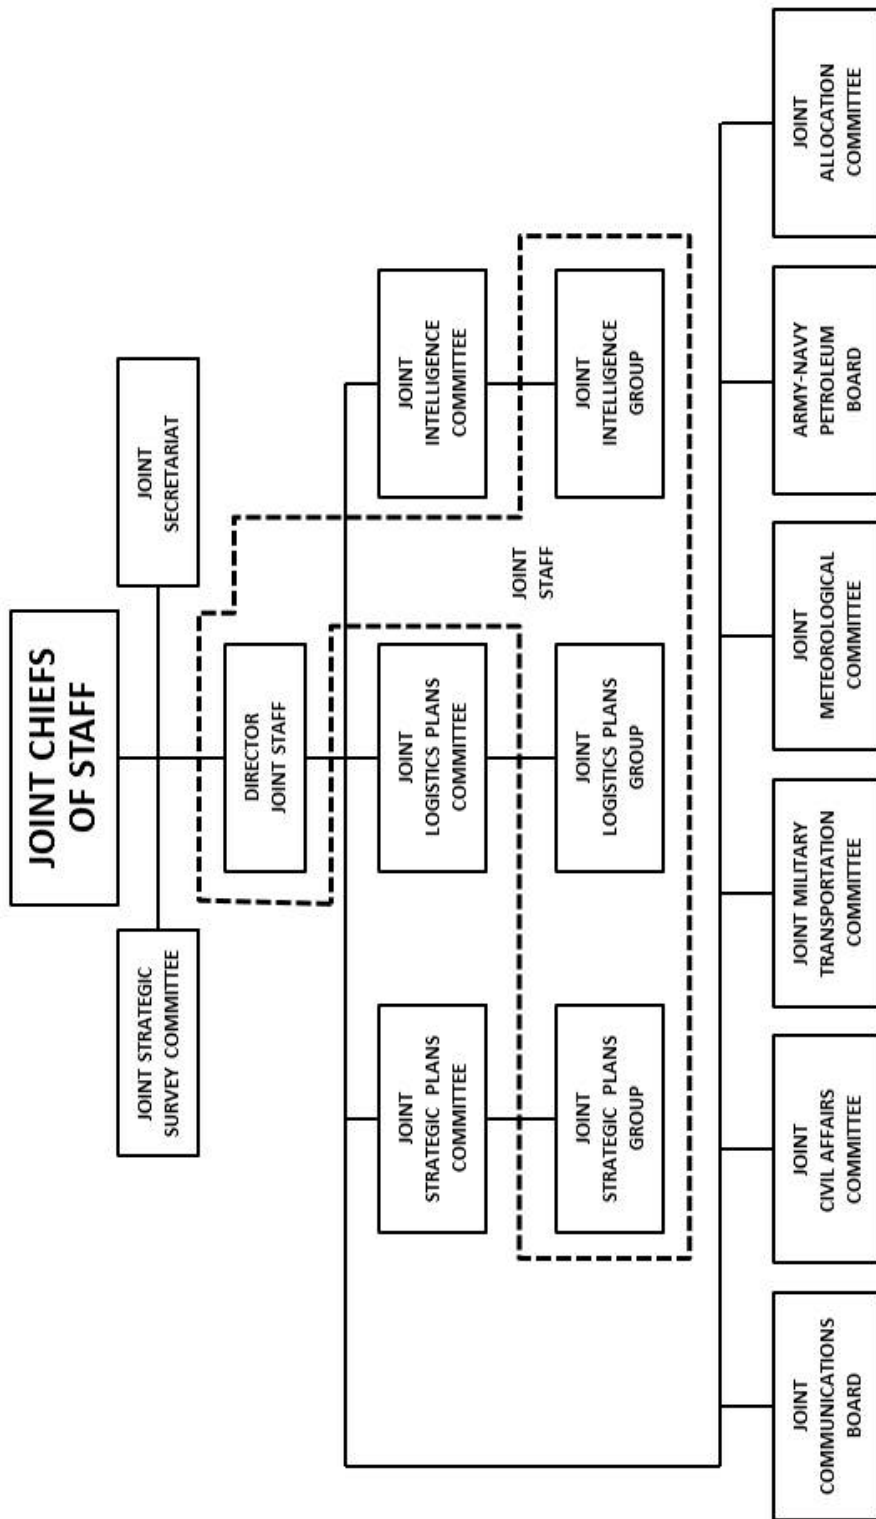 JOINT CHIEFS
OF STAFF
JOINT STRATEGIC
SURVEY COMMITTEE
JOINT
SECRETARIAT
DIRECTOR
JOINT STAFF
JOINT
STRATEGIC PLANS
COMMITTEE
JOINT
LOGISTICS PLANS
COMMITTEE
JOINT
INTELLIGENCE
COMMITTEE
JOINT
STAFF
JOINT
STRATEGIC PLANS
GROUP
JOINT
LOGISTICS PLANS
GROUP
JOINT
INTELLIGENCE
GROUP
JOINT
COMMUNICATIONS
BOARD
JOINT
CIVIL AFFAIRS
COMMITTEE
JOINT MILITARY
TRANSPORTATION
COMMITTEE
JOINT
METEOROLOGICAL
COMMITTEE
ARMY-NAVY
PETROLEUM
BOARD
JOINT
ALLOCATION
COMMITTEE